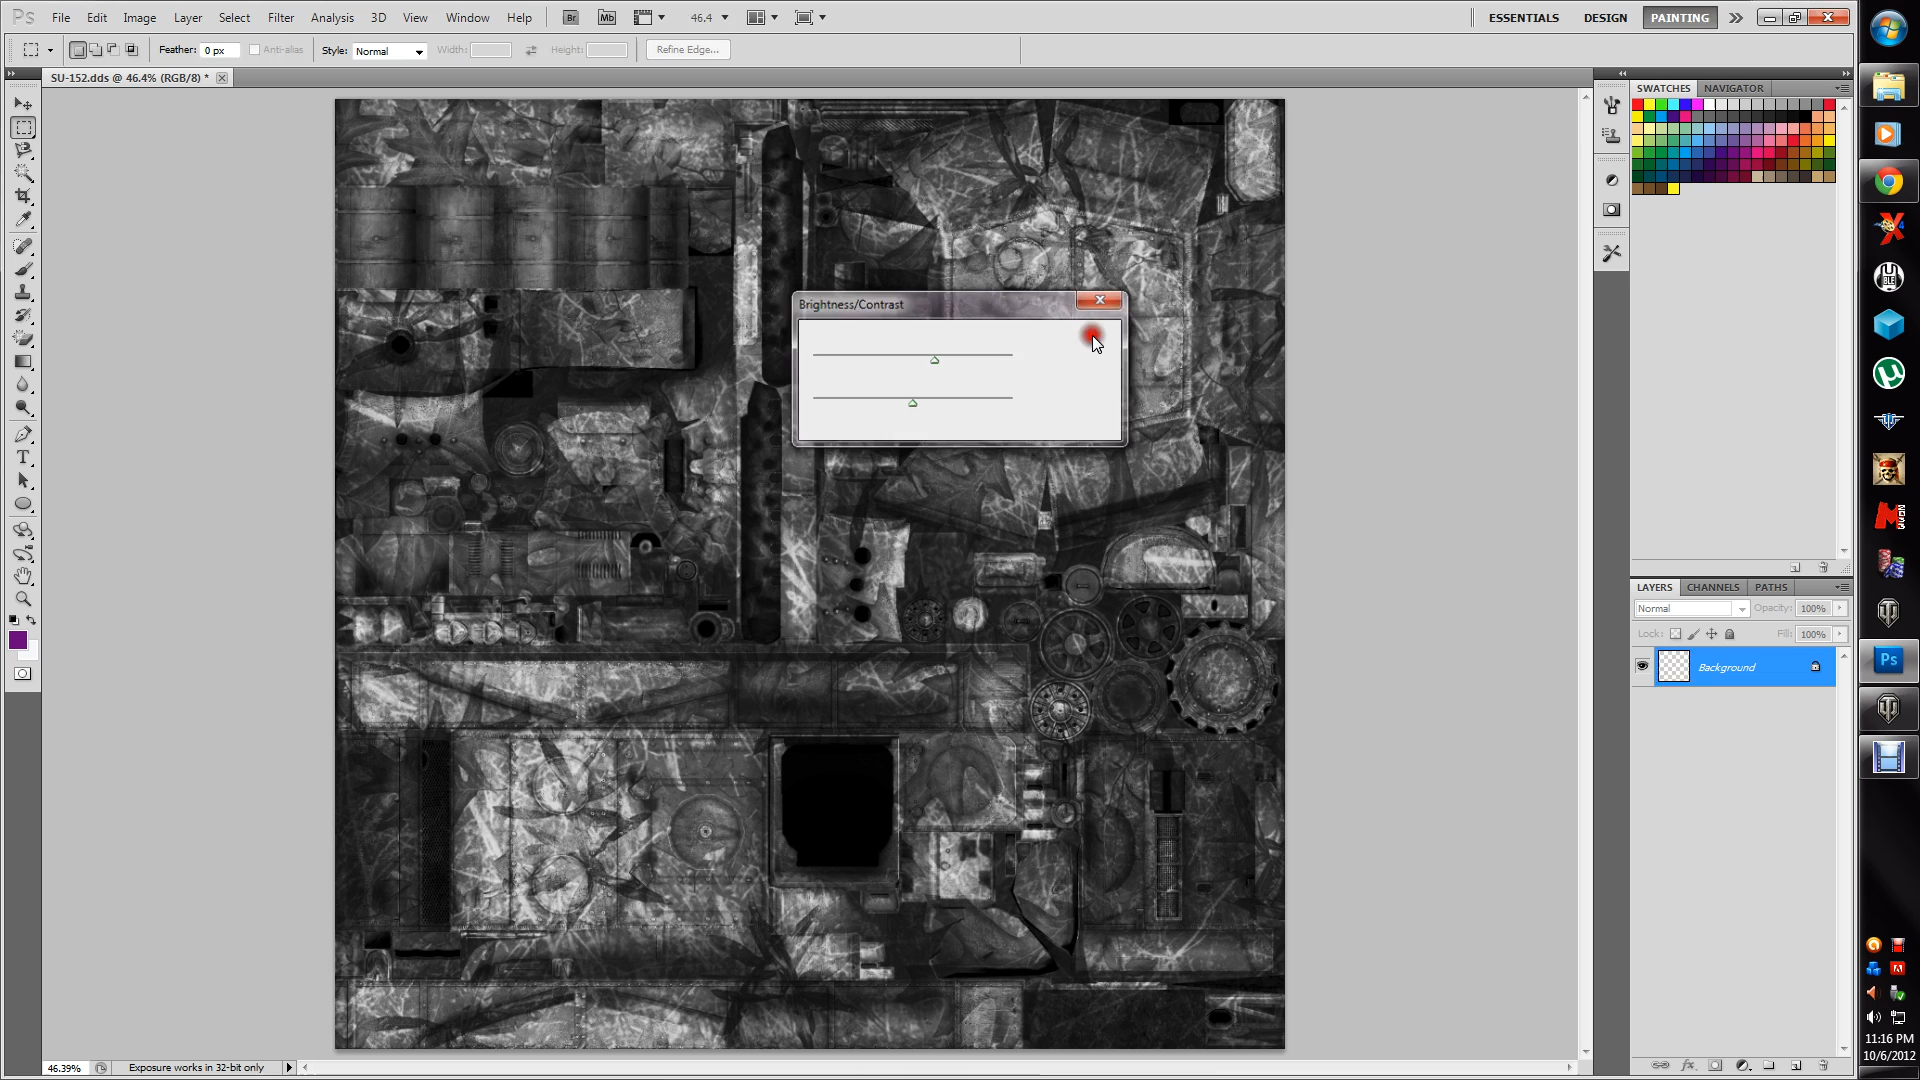 Ps File Edit Image Layer Select Filter Analysis 3D View Window Help Br Mb 46.4 ESSENTIALS DESIGN PAINTING
Feather: 0 px Anti-alias Style: Normal Width: Height: Refine Edge...
SU-152.dds @ 46.4% (RGB/8) *
SWATCHES NAVIGATOR
Brightness/Contrast
LAYERS CHANNELS PATHS
Normal Opacity: 100%
Lock: Fill: 100%
Background
Ps
46.39% Exposure works in 32-bit only
11:16 PM
10/6/2012